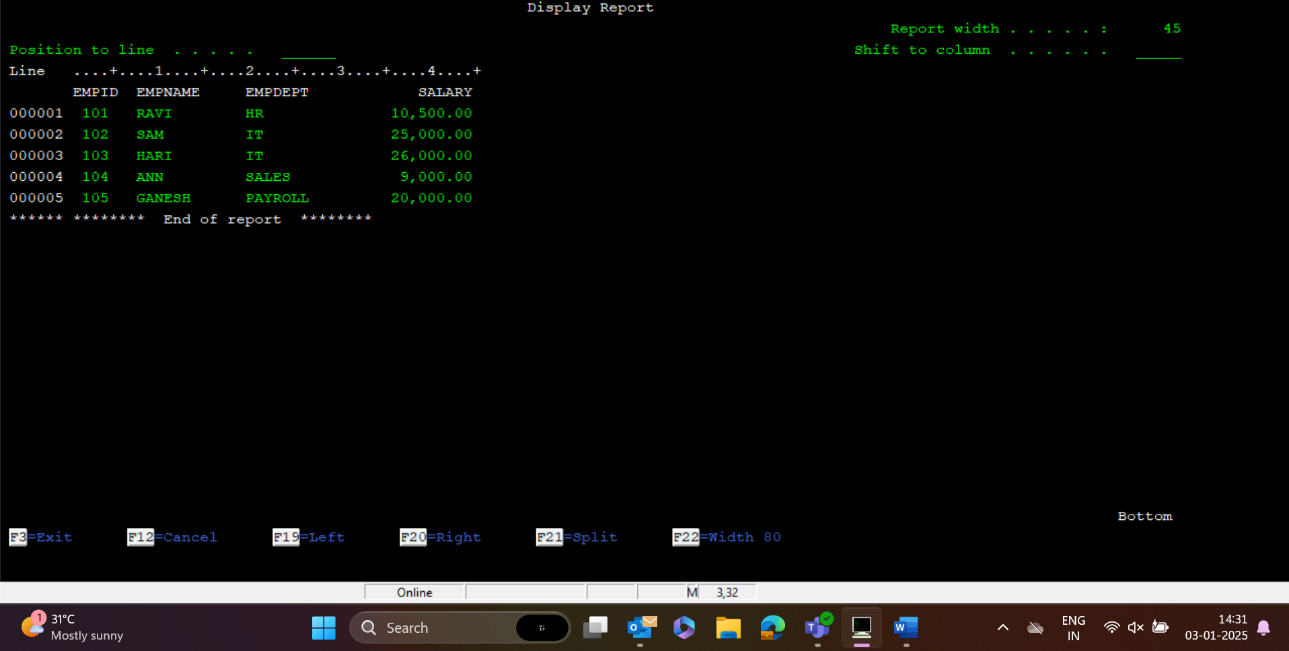 Display Report
Report width . . . . . : 45
Position to line . . . . . Shift to column . . . . . .
Line ....+....1....+....2....+....3....+....4....+
EMPID EMPNAME EMPDEPT SALARY
000001 101 RAVI HR 10,500.00
000002 102 SAM IT 25,000.00
000003 103 HARI IT 26,000.00
000004 104 ANN SALES 9,000.00
000005 105 GANESH PAYROLL 20,000.00
****** ******** End of report ********
Bottom
F3=Exit F12=Cancel F19=Left F20=Right F21=Split F22=Width 80
Online M 3,32
1 31°C
Mostly sunny
Search
ENG
IN
14:31
03-01-2025